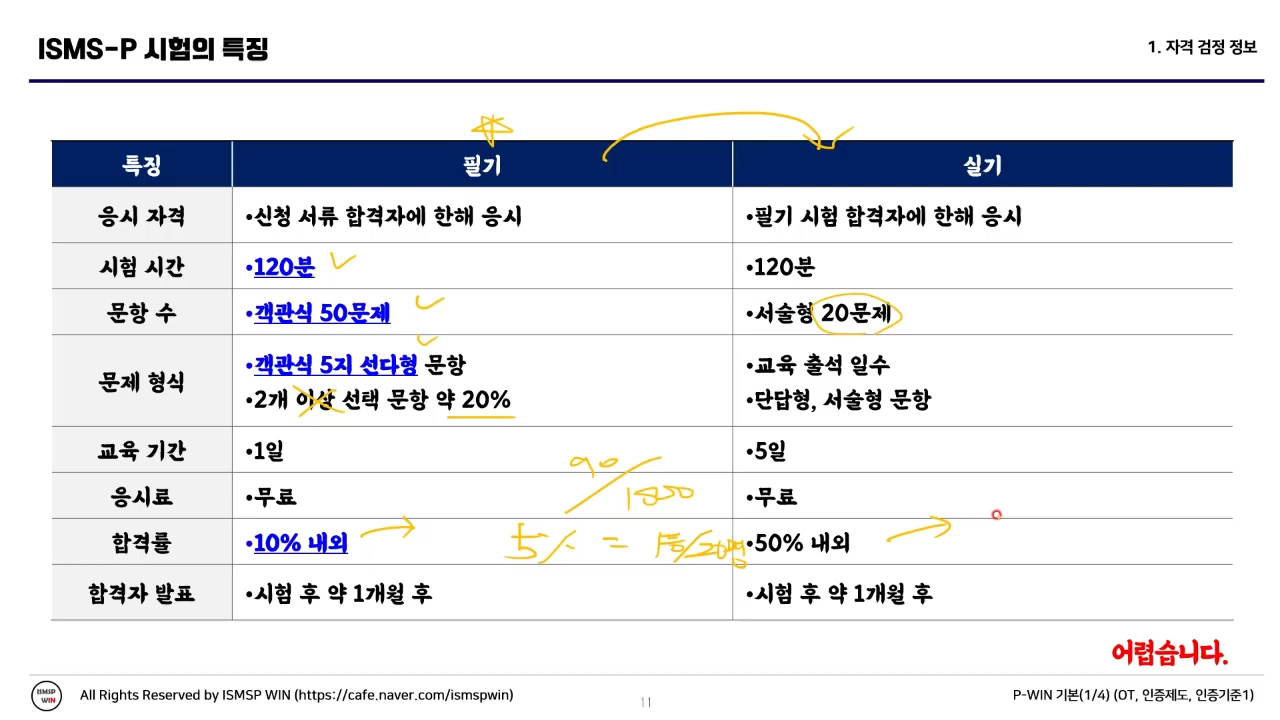 ISMS-P 시험의 특징
1. 자격 검정 정보
특징 필기 실기
응시 자격 •신청 서류 합격자에 한해 응시 •필기 시험 합격자에 한해 응시
시험 시간 •120분 •120분
문항 수 •객관식 50문제 •서술형 20문제
문제 형식 •객관식 5지 선다형 문항 •교육 출석 일수
•2개 이상 선택 문항 약 20% •단답형, 서술형 문항
교육 기간 •1일 •5일
90/1800
응시료 •무료 •무료
합격률 •10% 내외 •50% 내외
5% =
합격자 발표 •시험 후 약 1개월 후 •시험 후 약 1개월 후
어렵습니다.
ISMSP WIN
All Rights Reserved by ISMSP WIN (https://cafe.naver.com/ismspwin)
11
P-WIN 기본(1/4) (OT, 인증제도, 인증기준1)